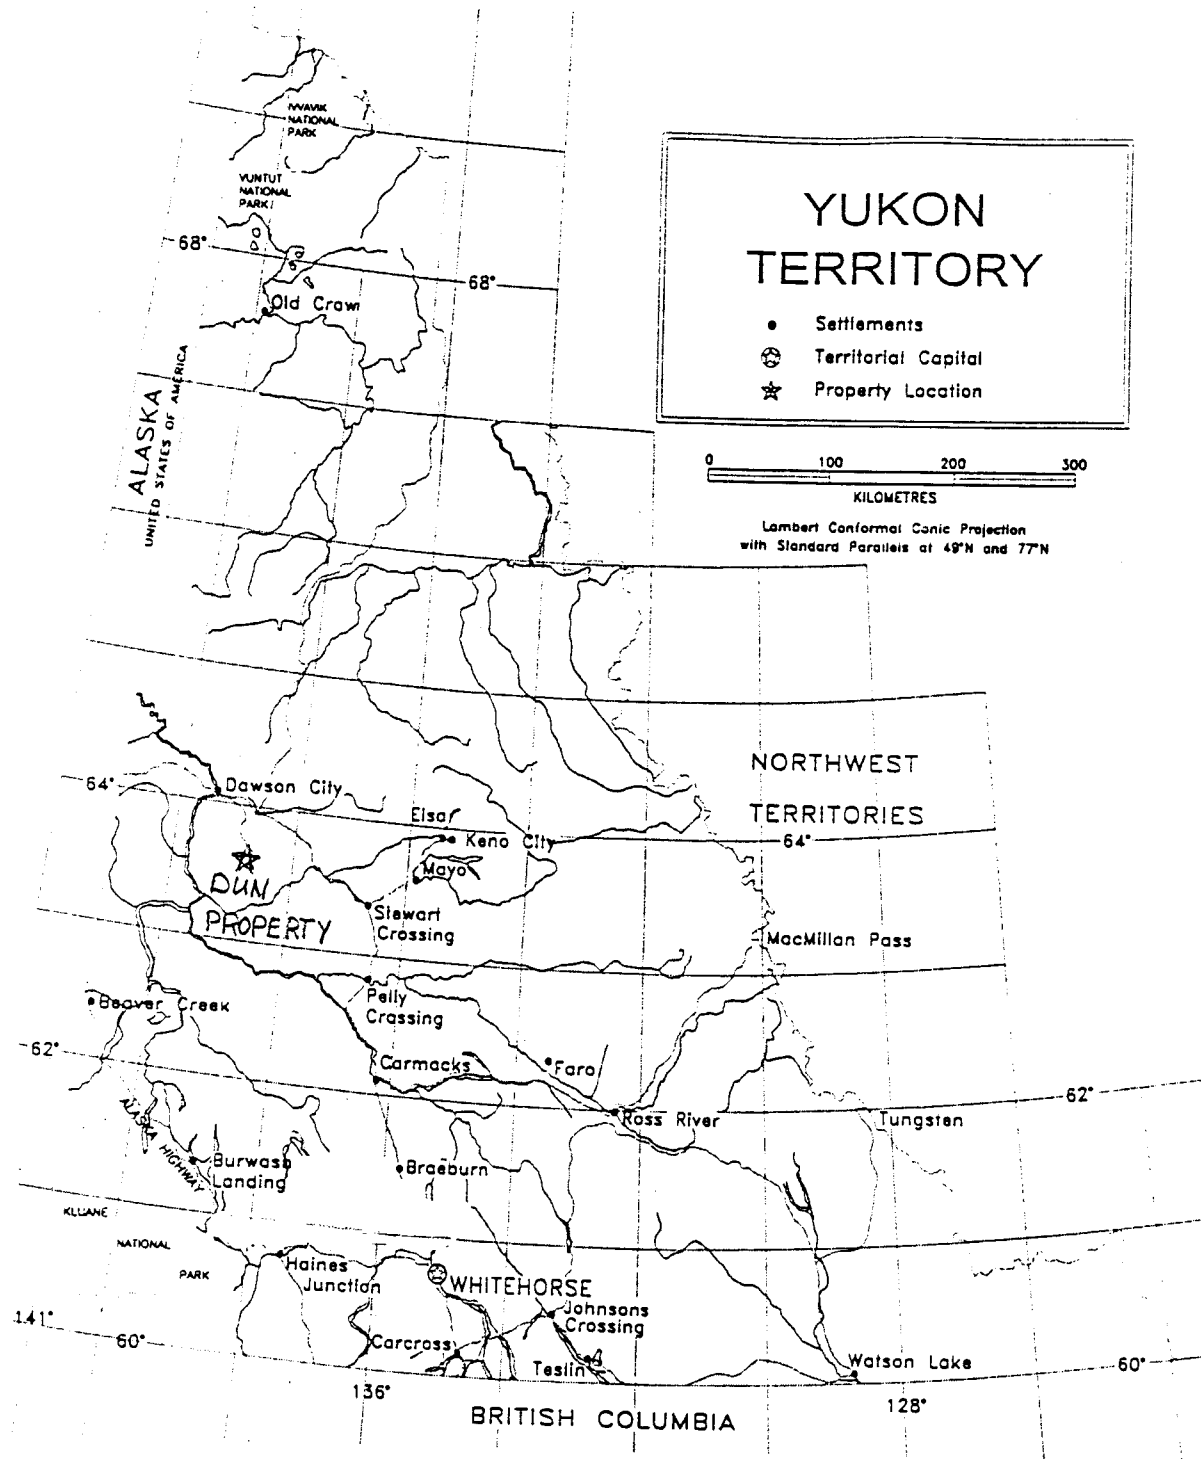 IVVAVIK
NATIONAL
PARK
VUNTUT
NATIONAL
PARK
68°
68°
Old Crow
ALASKA
UNITED STATES OF AMERICA
YUKON
TERRITORY
Settlements
Territorial Capital
Property Location
0 100 200 300
KILOMETRES
Lambert Conformal Conic Projection
with Standard Parallels at 49°N and 77°N
NORTHWEST
TERRITORIES
64°
64°
Dawson City
Elsa
Keno City
Mayo
DUN
PROPERTY
Stewart
Crossing
MacMillan Pass
Pelly
Crossing
Beaver Creek
62°
62°
Carmacks
Faro
Ross River
Tungsten
ALASKA HIGHWAY
Burwash
Landing
Braeburn
KLUANE
NATIONAL
PARK
Haines
Junction
WHITEHORSE
Johnsons
Crossing
Carcross
Teslin
Watson Lake
141°
60°
60°
136°
128°
BRITISH COLUMBIA